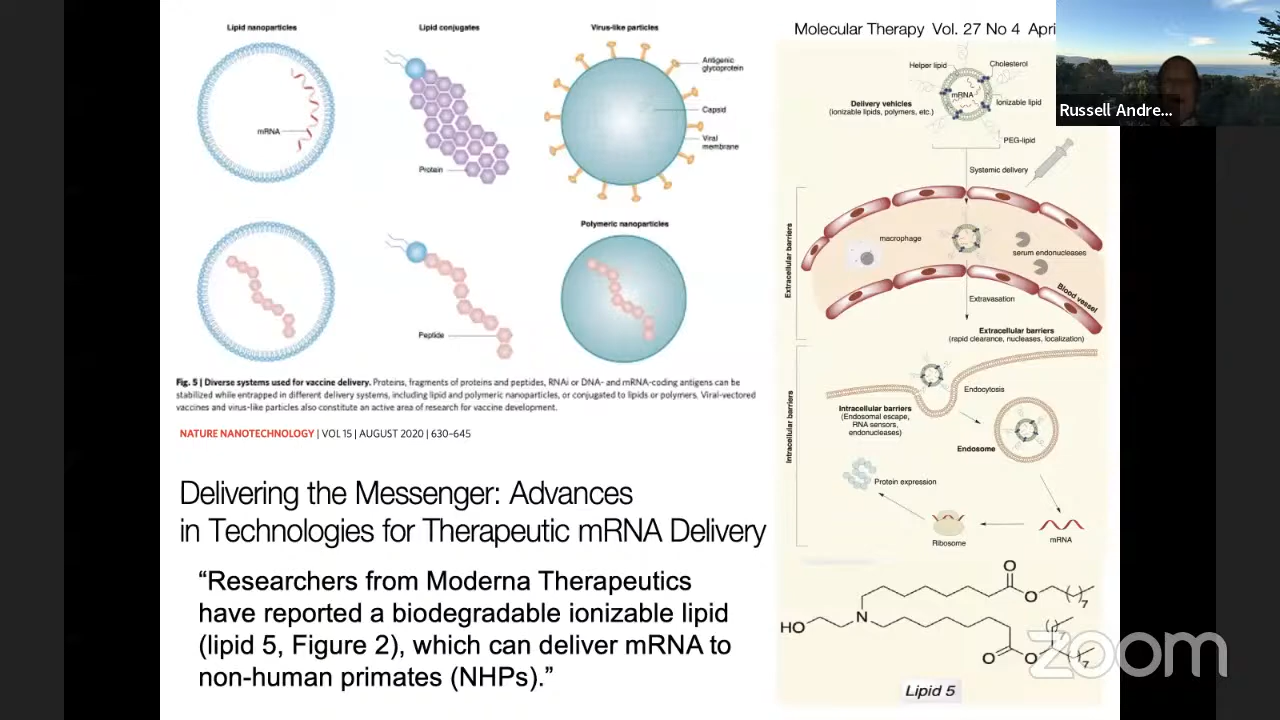 Lipid nanoparticles
Lipid conjugates
Virus-like particles
mRNA
Protein
Antigenic
glycoprotein
Capsid
Viral
membrane
Polymeric nanoparticles
Peptide
Fig. 5 | Diverse systems used for vaccine delivery. Proteins, fragments of proteins and peptides, RNAi or DNA- and mRNA-coding antigens can be
stabilized while entrapped in different delivery systems, including lipid and polymeric nanoparticles, or conjugated to lipids or polymers. Viral-vectored
vaccines and virus-like particles also constitute an active area of research for vaccine development.
NATURE NANOTECHNOLOGY | VOL 15 | AUGUST 2020 | 630–645
Delivering the Messenger: Advances
in Technologies for Therapeutic mRNA Delivery
“Researchers from Moderna Therapeutics
have reported a biodegradable ionizable lipid
(lipid 5, Figure 2), which can deliver mRNA to
non-human primates (NHPs).”
Molecular Therapy Vol. 27 No 4 Apri
Russell Andre...
Helper lipid
Cholesterol
mRNA
Ionizable lipid
Delivery vehicles
(ionizable lipids, polymers, etc.)
PEG-lipid
Systemic delivery
Extracellular barriers
macrophage
serum endonucleases
Blood vessel
Extravasation
Extracellular barriers
(rapid clearance, nucleases, localization)
Intracellular barriers
Endocytosis
Intracellular barriers
(Endosomal escape,
RNA sensors,
endonucleases)
Endosome
Protein expression
Ribosome
mRNA
O
O
7
HO
N
7
O
O
7
Lipid 5
zoom